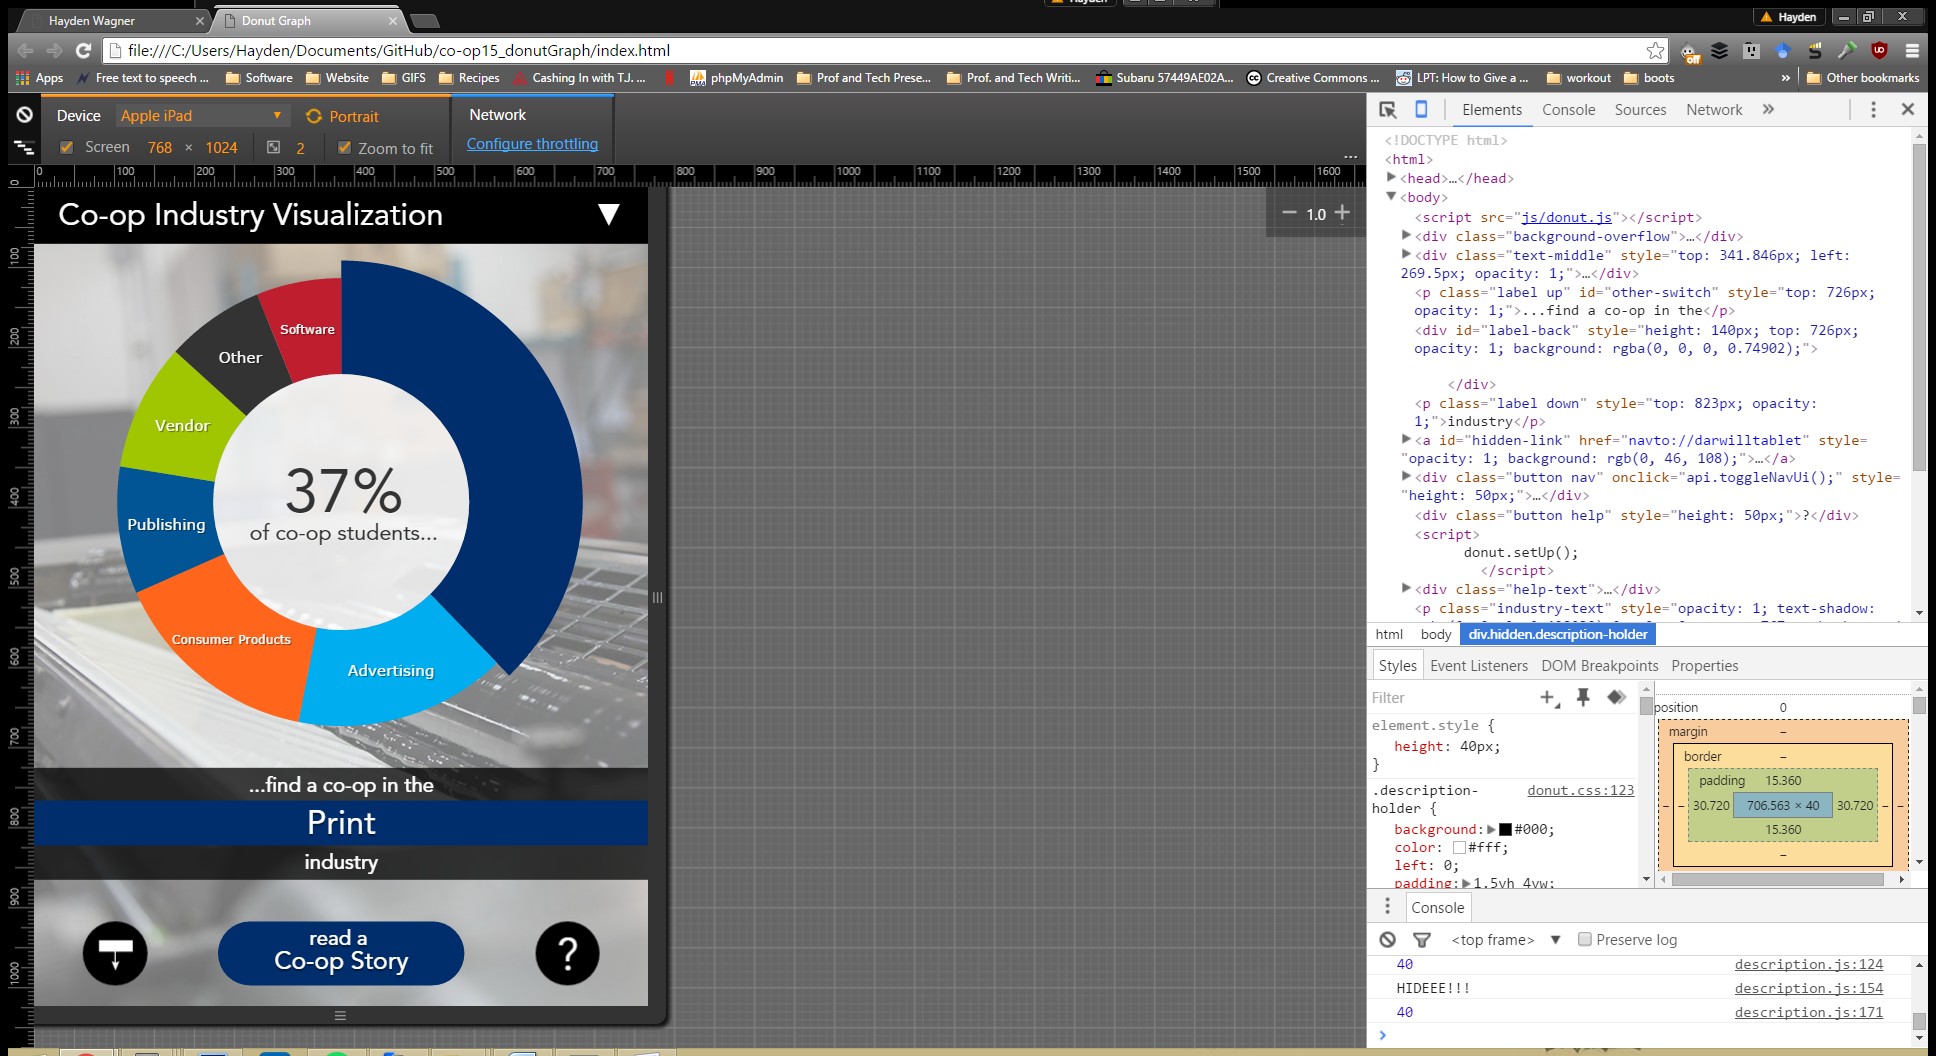 Hayden
Hayden Wagner
Donut Graph
Hayden
file:///C:/Users/Hayden/Documents/GitHub/co-op15_donutGraph/index.html
Apps
Free text to speech ...
Software
Website
GIFS
Recipes
Cashing In with T.J. ...
phpMyAdmin
Prof and Tech Prese...
Prof. and Tech Writi...
Subaru 57449AE02A...
Creative Commons ...
LPT: How to Give a ...
workout
boots
»
Other bookmarks
Device
Apple iPad
Portrait
Network
Screen 768 × 1024
2
Zoom to fit
Configure throttling
...
0 100 200 300 400 500 600 700 800 900 1000 1100 1200 1300 1400 1500 1600
0
100
200
300
400
500
600
700
800
900
1000
1.0
Co-op Industry Visualization
Software
Other
Vendor
37%
of co-op students...
Publishing
Consumer Products
Advertising
...find a co-op in the
Print
industry
read a
Co-op Story
?
Elements Console Sources Network »
<!DOCTYPE html>
<html>
<head>…</head>
<body>
<script src="js/donut.js"></script>
<div class="background-overflow">…</div>
<div class="text-middle" style="top: 341.846px; left:
269.5px; opacity: 1;">…</div>
<p class="label up" id="other-switch" style="top: 726px;
opacity: 1;">...find a co-op in the</p>
<div id="label-back" style="height: 140px; top: 726px;
opacity: 1; background: rgba(0, 0, 0, 0.74902);">
</div>
<p class="label down" style="top: 823px; opacity:
1;">industry</p>
<a id="hidden-link" href="navto://darwilltablet" style=
"opacity: 1; background: rgb(0, 46, 108);">…</a>
<div class="button nav" onclick="api.toggleNavUi();" style=
"height: 50px;">…</div>
<div class="button help" style="height: 50px;">?</div>
<script>
donut.setUp();
</script>
<div class="help-text">…</div>
<p class="industry-text" style="opacity: 1; text-shadow:
html body div.hidden.description-holder
Styles Event Listeners DOM Breakpoints Properties
Filter
element.style {
height: 40px;
}
.description-
holder {
donut.css:123
background: #000;
color: #fff;
left: 0;
padding: 1.5vh 4vw;
position 0
margin –
border –
padding 15.360
– – 30.720 706.563 × 40 30.720 – –
15.360
–
Console
<top frame>
Preserve log
40 description.js:124
HIDEEE!!! description.js:154
40 description.js:171